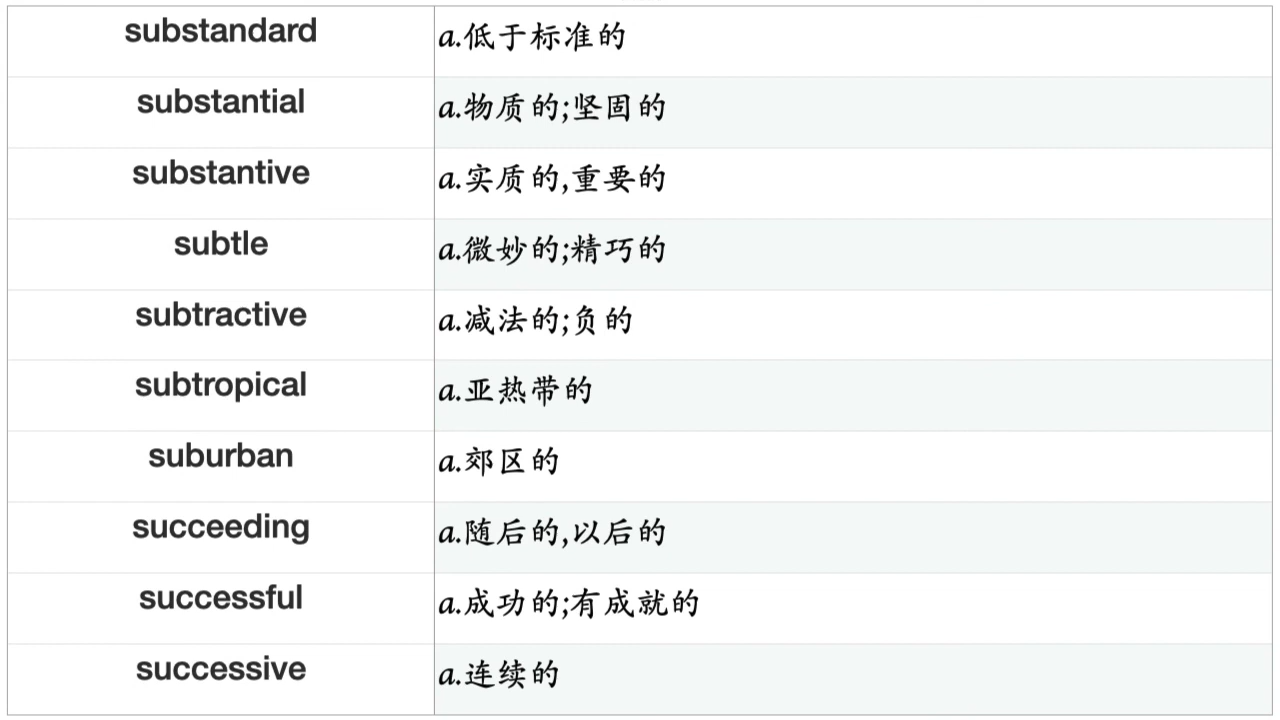 substandard a.低于标准的
substantial a.物质的;坚固的
substantive a.实质的,重要的
subtle a.微妙的;精巧的
subtractive a.减法的;负的
subtropical a.亚热带的
suburban a.郊区的
succeeding a.随后的,以后的
successful a.成功的;有成就的
successive a.连续的